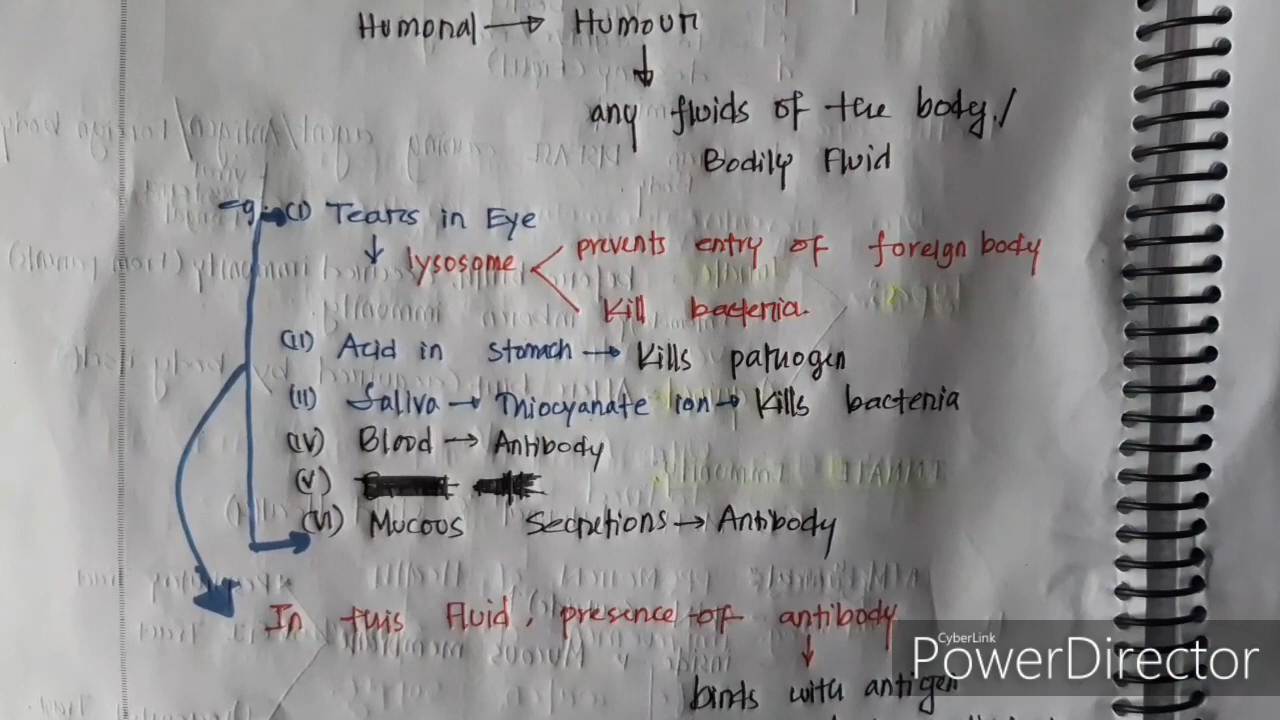 Humoral → Humour
↓
any fluids of the body /
Bodily Fluid
eg. (i) Tears in Eye
↓ lysosome < prevents entry of foreign body
Kill bacteria.
(ii) Acid in stomach → kills pathogen
(ii) Saliva → Thiocyanate ion → kills bacteria
(iv) Blood → Antibody
(v)
(vi) Mucous Secretions → Antibody
In this fluid, presence of antibody
↓
binds with antigen
CyberLink
PowerDirector